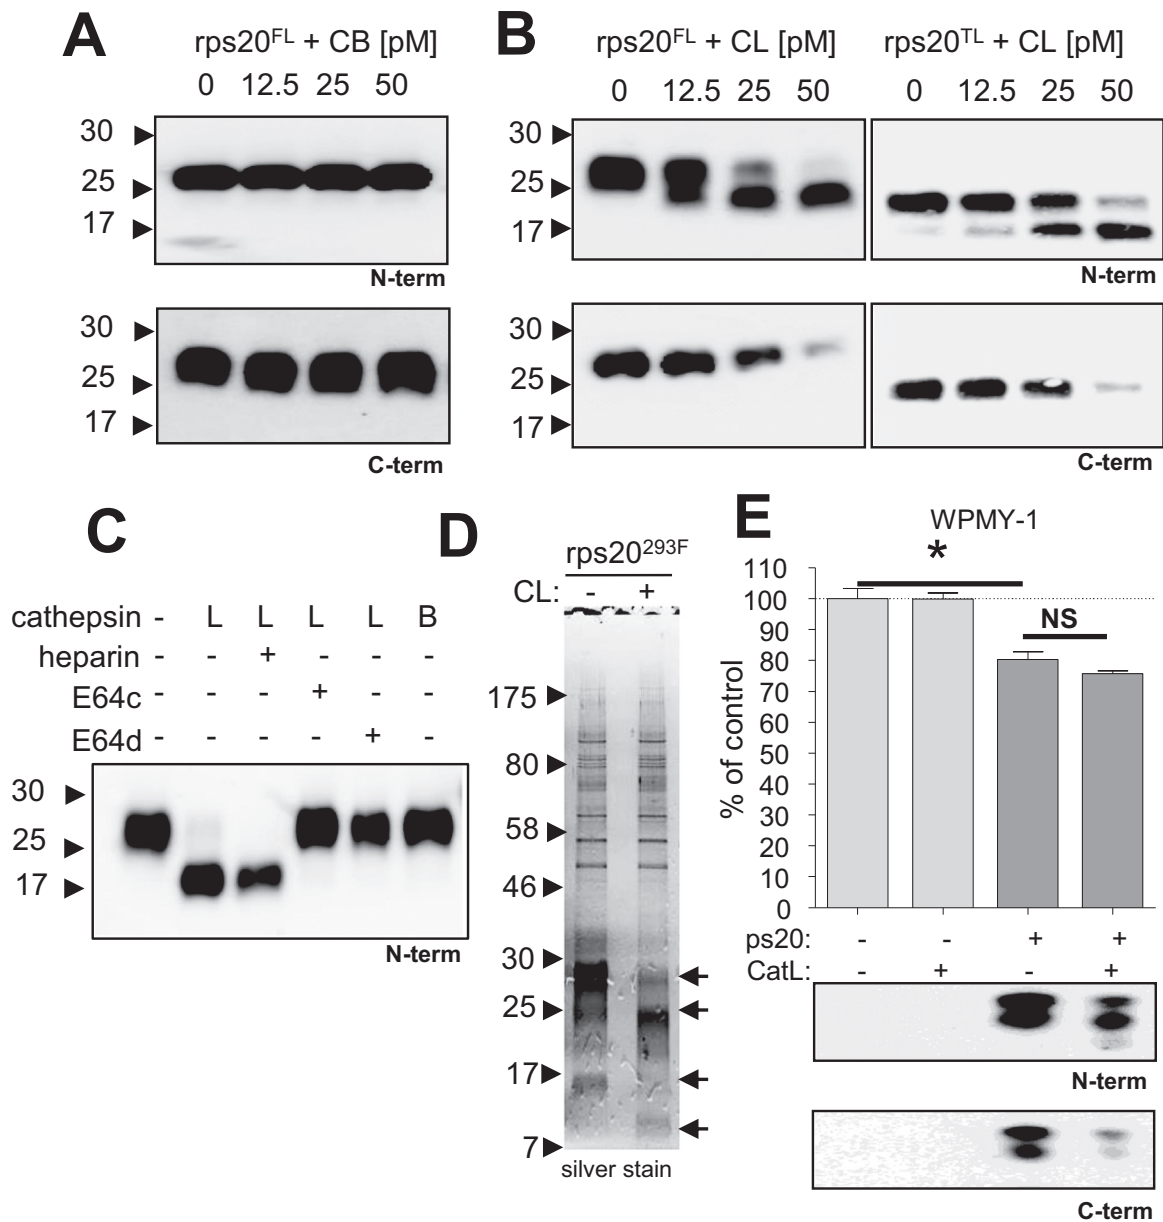 A
rps20FL + CB [pM]
0 12.5 25 50
30
25
17
N-term
30
25
17
C-term
B
rps20FL + CL [pM] rps20TL + CL [pM]
0 12.5 25 50 0 12.5 25 50
30
25
17
N-term
30
25
17
C-term
C
cathepsin - L L L L B
heparin - - + - - -
E64c - - - + - -
E64d - - - - + -
30
25
17
N-term
D
rps20293F
CL: - +
175
80
58
46
30
25
17
7
silver stain
E
WPMY-1
*
NS
% of control
110
100
90
80
70
60
50
40
30
20
10
0
ps20: - - + +
CatL: - + - +
N-term
C-term